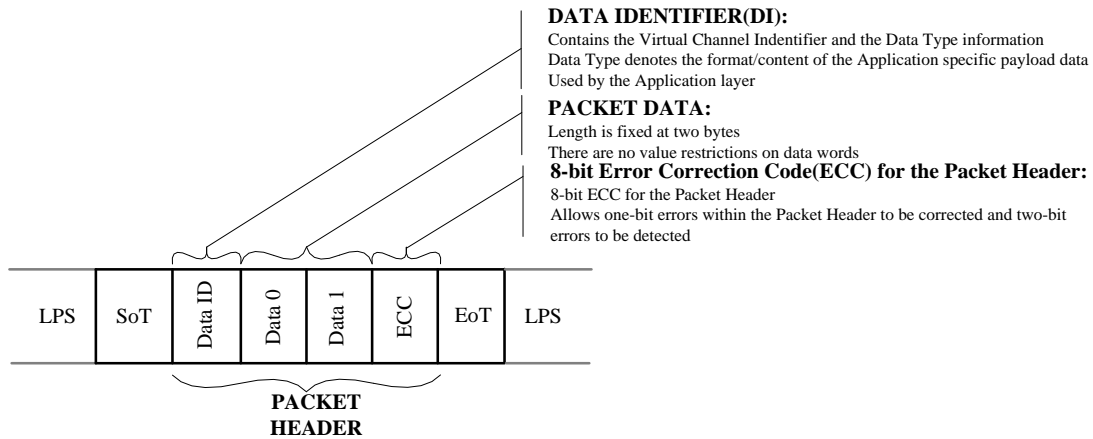 DATA IDENTIFIER(DI):
Contains the Virtual Channel Indentifier and the Data Type information
Data Type denotes the format/content of the Application specific payload data
Used by the Application layer
PACKET DATA:
Length is fixed at two bytes
There are no value restrictions on data words
8-bit Error Correction Code(ECC) for the Packet Header:
8-bit ECC for the Packet Header
Allows one-bit errors within the Packet Header to be corrected and two-bit
errors to be detected
LPS
SoT
Data ID
Data 0
Data 1
ECC
EoT
LPS
PACKET
HEADER